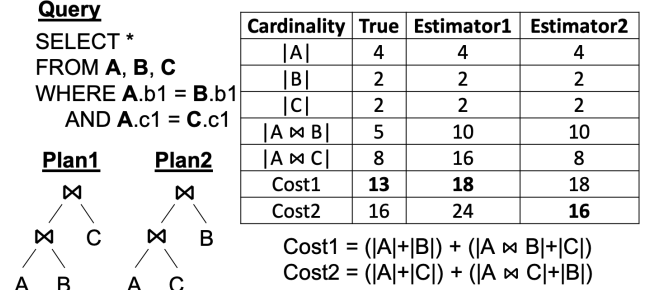 Query
SELECT *
FROM A, B, C
WHERE A.b1 = B.b1
AND A.c1 = C.c1
Plan1 Plan2
⋈ ⋈
⋈ C ⋈ B
A B A C
Cardinality True Estimator1 Estimator2
|A| 4 4 4
|B| 2 2 2
|C| 2 2 2
|A ⋈ B| 5 10 10
|A ⋈ C| 8 16 8
Cost1 13 18 18
Cost2 16 24 16
Cost1 = (|A|+|B|) + (|A ⋈ B|+|C|)
Cost2 = (|A|+|C|) + (|A ⋈ C|+|B|)